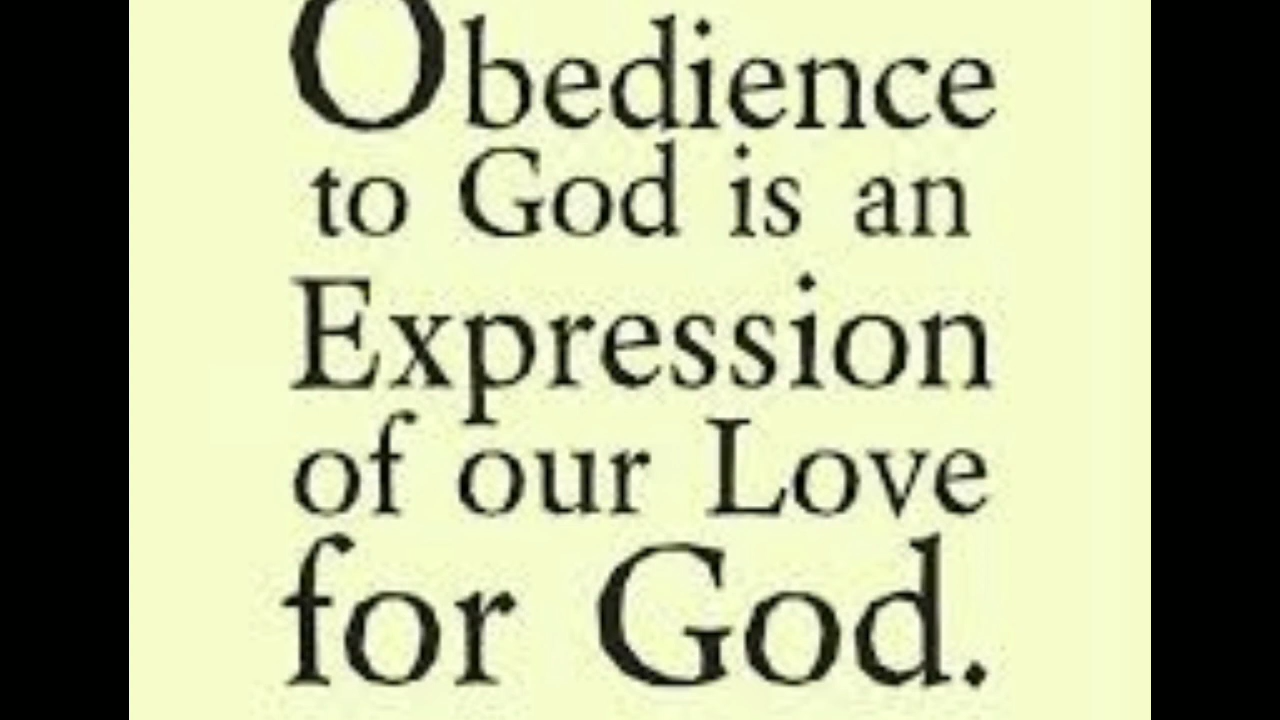 Obedience
to God is an
Expression
of our Love
for God.